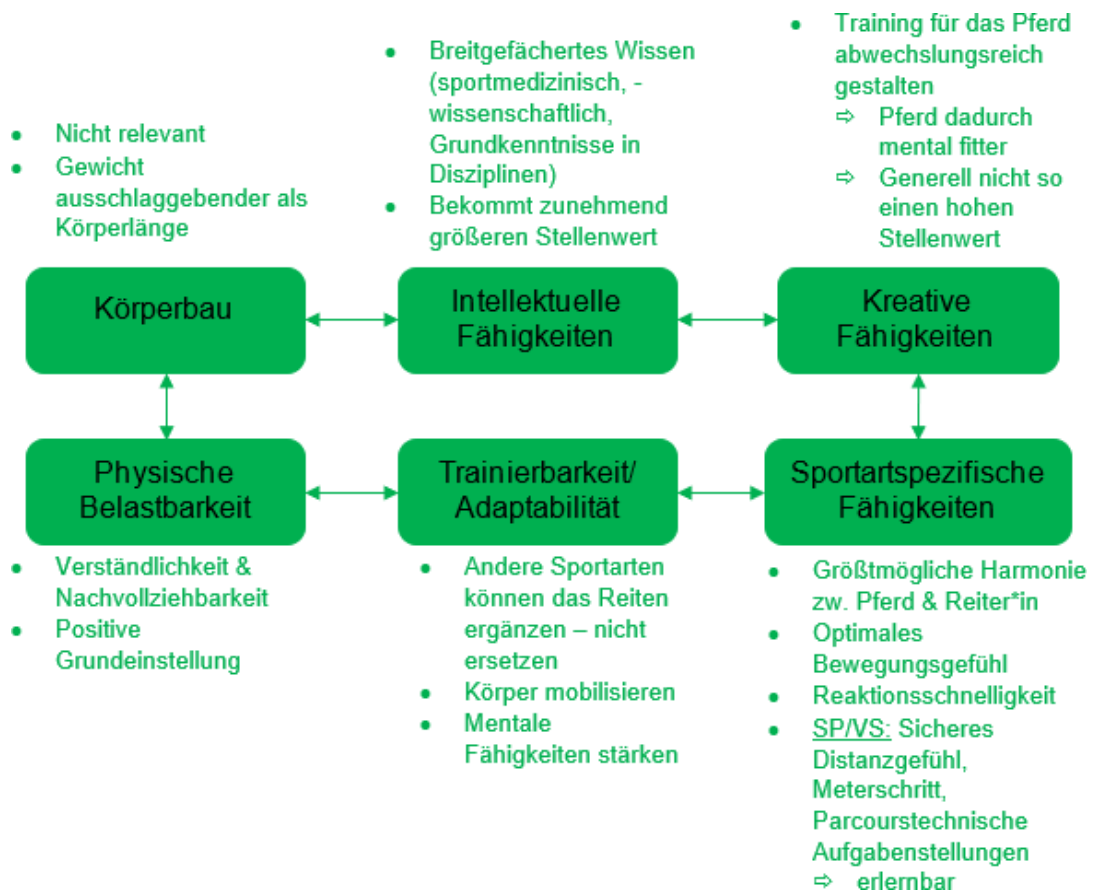 • Nicht relevant
• Gewicht
ausschlaggebender als
Körperlänge
• Breitgefächertes Wissen
(sportmedizinisch, -
wissenschaftlich,
Grundkenntnisse in
Disziplinen)
• Bekommt zunehmend
größeren Stellenwert
• Training für das Pferd
abwechslungsreich
gestalten
⇨ Pferd dadurch
mental fitter
⇨ Generell nicht so
einen hohen
Stellenwert
Körperbau
Intellektuelle
Fähigkeiten
Kreative
Fähigkeiten
Physische
Belastbarkeit
Trainierbarkeit/
Adaptabilität
Sportartspezifische
Fähigkeiten
• Verständlichkeit &
Nachvollziehbarkeit
• Positive
Grundeinstellung
• Andere Sportarten
können das Reiten
ergänzen – nicht
ersetzen
• Körper mobilisieren
• Mentale
Fähigkeiten stärken
• Größtmögliche Harmonie
zw. Pferd & Reiter*in
• Optimales
Bewegungsgefühl
• Reaktionsschnelligkeit
• SP/VS: Sicheres
Distanzgefühl,
Meterschritt,
Parcourstechnische
Aufgabenstellungen
⇨ erlernbar